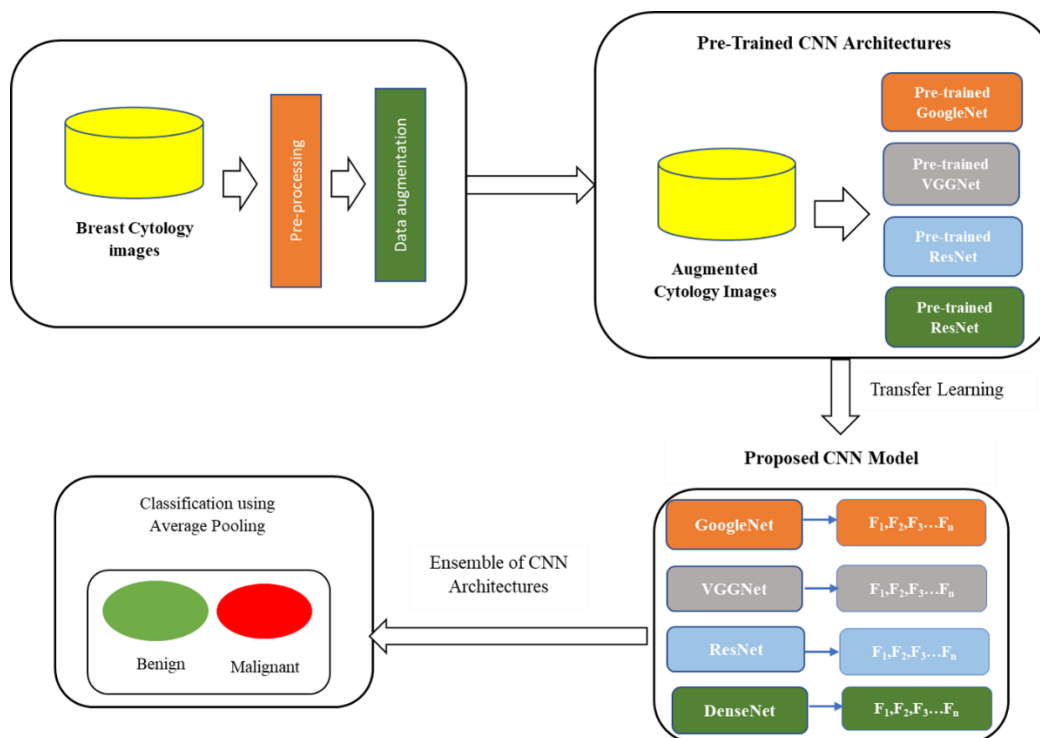 Breast Cytology
images
Pre-processing
Data augmentation
Pre-Trained CNN Architectures
Augmented
Cytology Images
Pre-trained
GoogleNet
Pre-trained
VGGNet
Pre-trained
ResNet
Pre-trained
ResNet
Transfer Learning
Proposed CNN Model
GoogleNet
F₁,F₂,F₃…Fₙ
VGGNet
F₁,F₂,F₃…Fₙ
ResNet
F₁,F₂,F₃…Fₙ
DenseNet
F₁,F₂,F₃…Fₙ
Ensemble of CNN
Architectures
Classification using
Average Pooling
Benign
Malignant